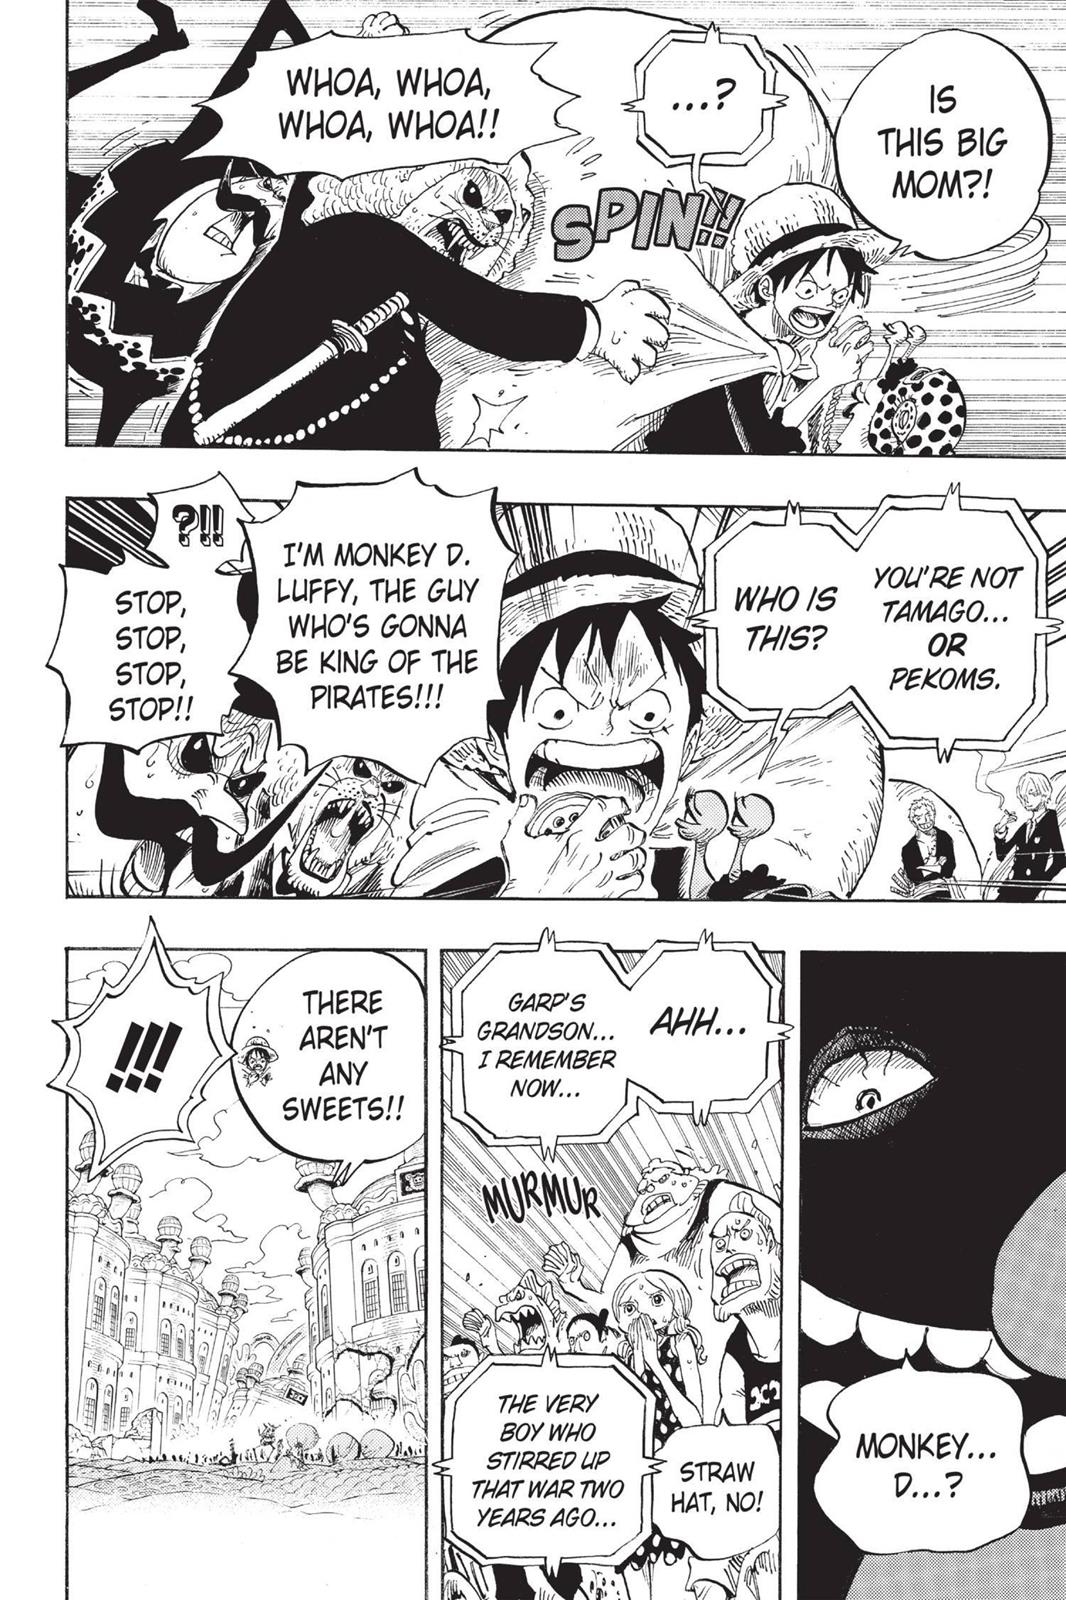 IS
THIS BIG
MOM?!
...?
SPIN!!
WHOA, WHOA,
WHOA, WHOA!!
YOU'RE NOT
TAMAGO...
OR
PEKOMS.
WHO IS
THIS?
I'M MONKEY D.
LUFFY, THE GUY
WHO'S GONNA
BE KING OF THE
PIRATES!!!
?!!
STOP,
STOP,
STOP,
STOP!!
MONKEY...
D...?
AHH...
GARP'S
GRANDSON...
I REMEMBER
NOW...
MURMUR
THE VERY
BOY WHO
STIRRED UP
THAT WAR TWO
YEARS AGO...
STRAW
HAT, NO!
THERE
AREN'T
ANY
SWEETS!!
!!!